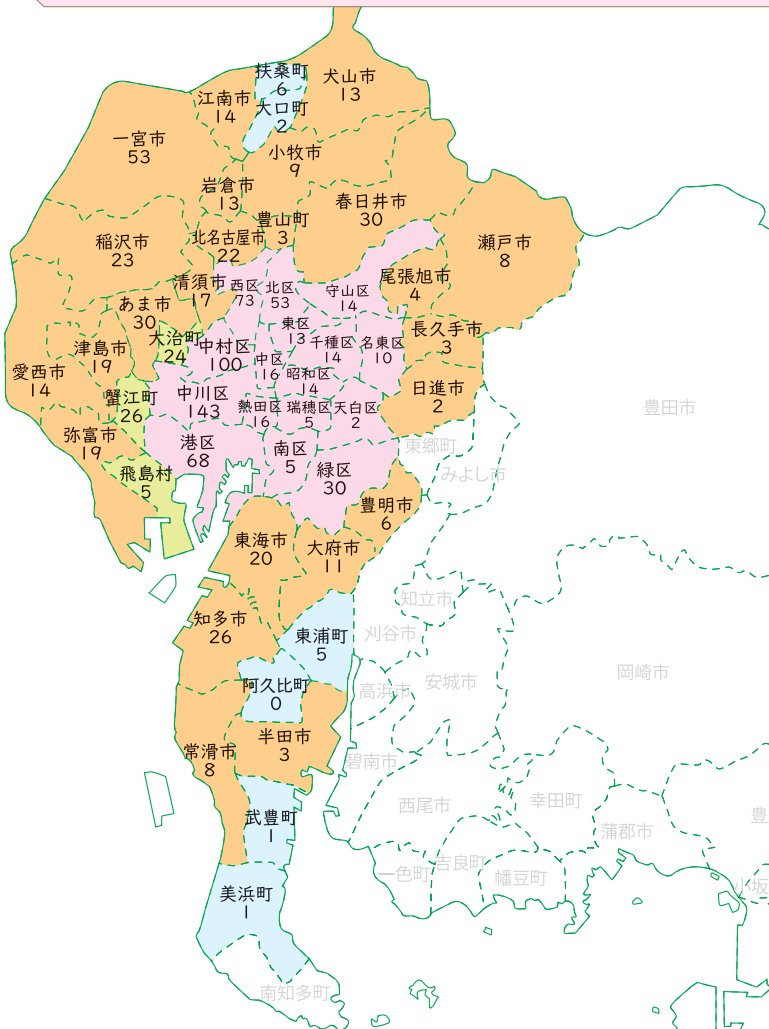 扶桑町
6
犬山市
13
江南市
14
大口町
2
一宮市
53
小牧市
9
岩倉市
13
春日井市
30
豊山町
3
稲沢市
23
北名古屋市
22
瀬戸市
8
清須市
17
西区
73
北区
53
守山区
14
尾張旭市
4
あま市
30
東区
13
大治町
24
中村区
100
千種区
14
名東区
10
長久手市
3
津島市
19
中区
16
昭和区
14
愛西市
14
日進市
2
蟹江町
26
中川区
143
熱田区
16
瑞穂区
5
天白区
2
豊田市
弥富市
19
港区
68
南区
5
東郷町
緑区
30
みよし市
飛島村
5
豊明市
6
東海市
20
大府市
11
知立市
知多市
26
東浦町
5
刈谷市
岡崎市
阿久比町
0
高浜市
安城市
半田市
3
常滑市
8
碧南市
西尾市
幸田町
武豊町
1
豊
蒲郡市
一色町
吉良町
幡豆町
小坂
美浜町
1
南知多町